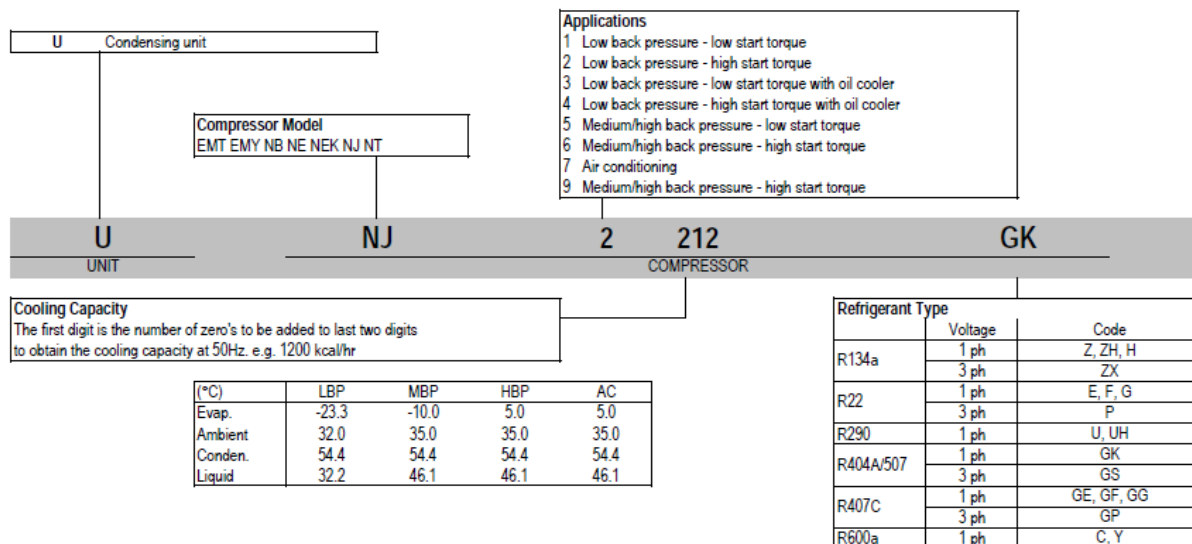 U Condensing unit
Applications
1 Low back pressure - low start torque
2 Low back pressure - high start torque
3 Low back pressure - low start torque with oil cooler
4 Low back pressure - high start torque with oil cooler
5 Medium/high back pressure - low start torque
6 Medium/high back pressure - high start torque
7 Air conditioning
9 Medium/high back pressure - high start torque
Compressor Model
EMT EMY NB NE NEK NJ NT
U NJ 2 212 GK
UNIT COMPRESSOR
Cooling Capacity
The first digit is the number of zero's to be added to last two digits
to obtain the cooling capacity at 50Hz. e.g. 1200 kcal/hr
(°C) LBP MBP HBP AC
Evap. -23.3 -10.0 5.0 5.0
Ambient 32.0 35.0 35.0 35.0
Conden. 54.4 54.4 54.4 54.4
Liquid 32.2 46.1 46.1 46.1
Refrigerant Type
Voltage Code
R134a 1 ph Z, ZH, H
3 ph ZX
R22 1 ph E, F, G
3 ph P
R290 1 ph U, UH
R404A/507 1 ph GK
3 ph GS
R407C 1 ph GE, GF, GG
3 ph GP
R600a 1 ph C, Y